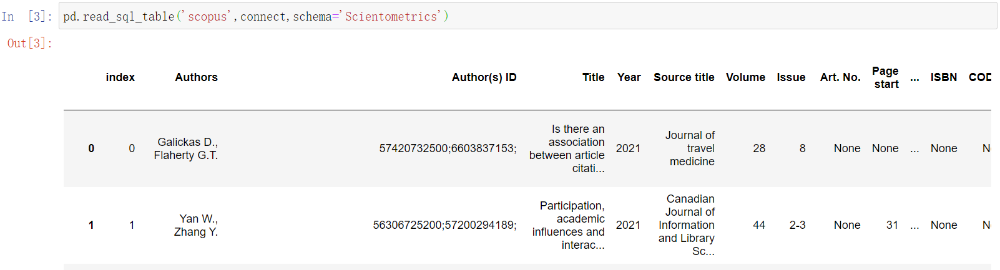 In [3]: pd.read_sql_table('scopus',connect,schema='Scientometrics')
Out[3]:
index Authors Author(s) ID Title Year Source title Volume Issue Art. No. Page start ... ISBN COD
0 0 Galickas D., Flaherty G.T. 57420732500;6603837153; Is there an association between article citati... 2021 Journal of travel medicine 28 8 None None ... None N
1 1 Yan W., Zhang Y. 56306725200;57200294189; Participation, academic influences and interac... 2021 Canadian Journal of Information and Library Sc... 44 2-3 None 31 ... None N